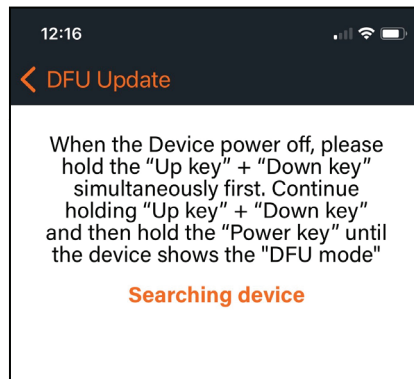 12:16
DFU Update
When the Device power off, please
hold the “Up key” + “Down key”
simultaneously first. Continue
holding “Up key” + “Down key”
and then hold the “Power key” until
the device shows the "DFU mode"
Searching device